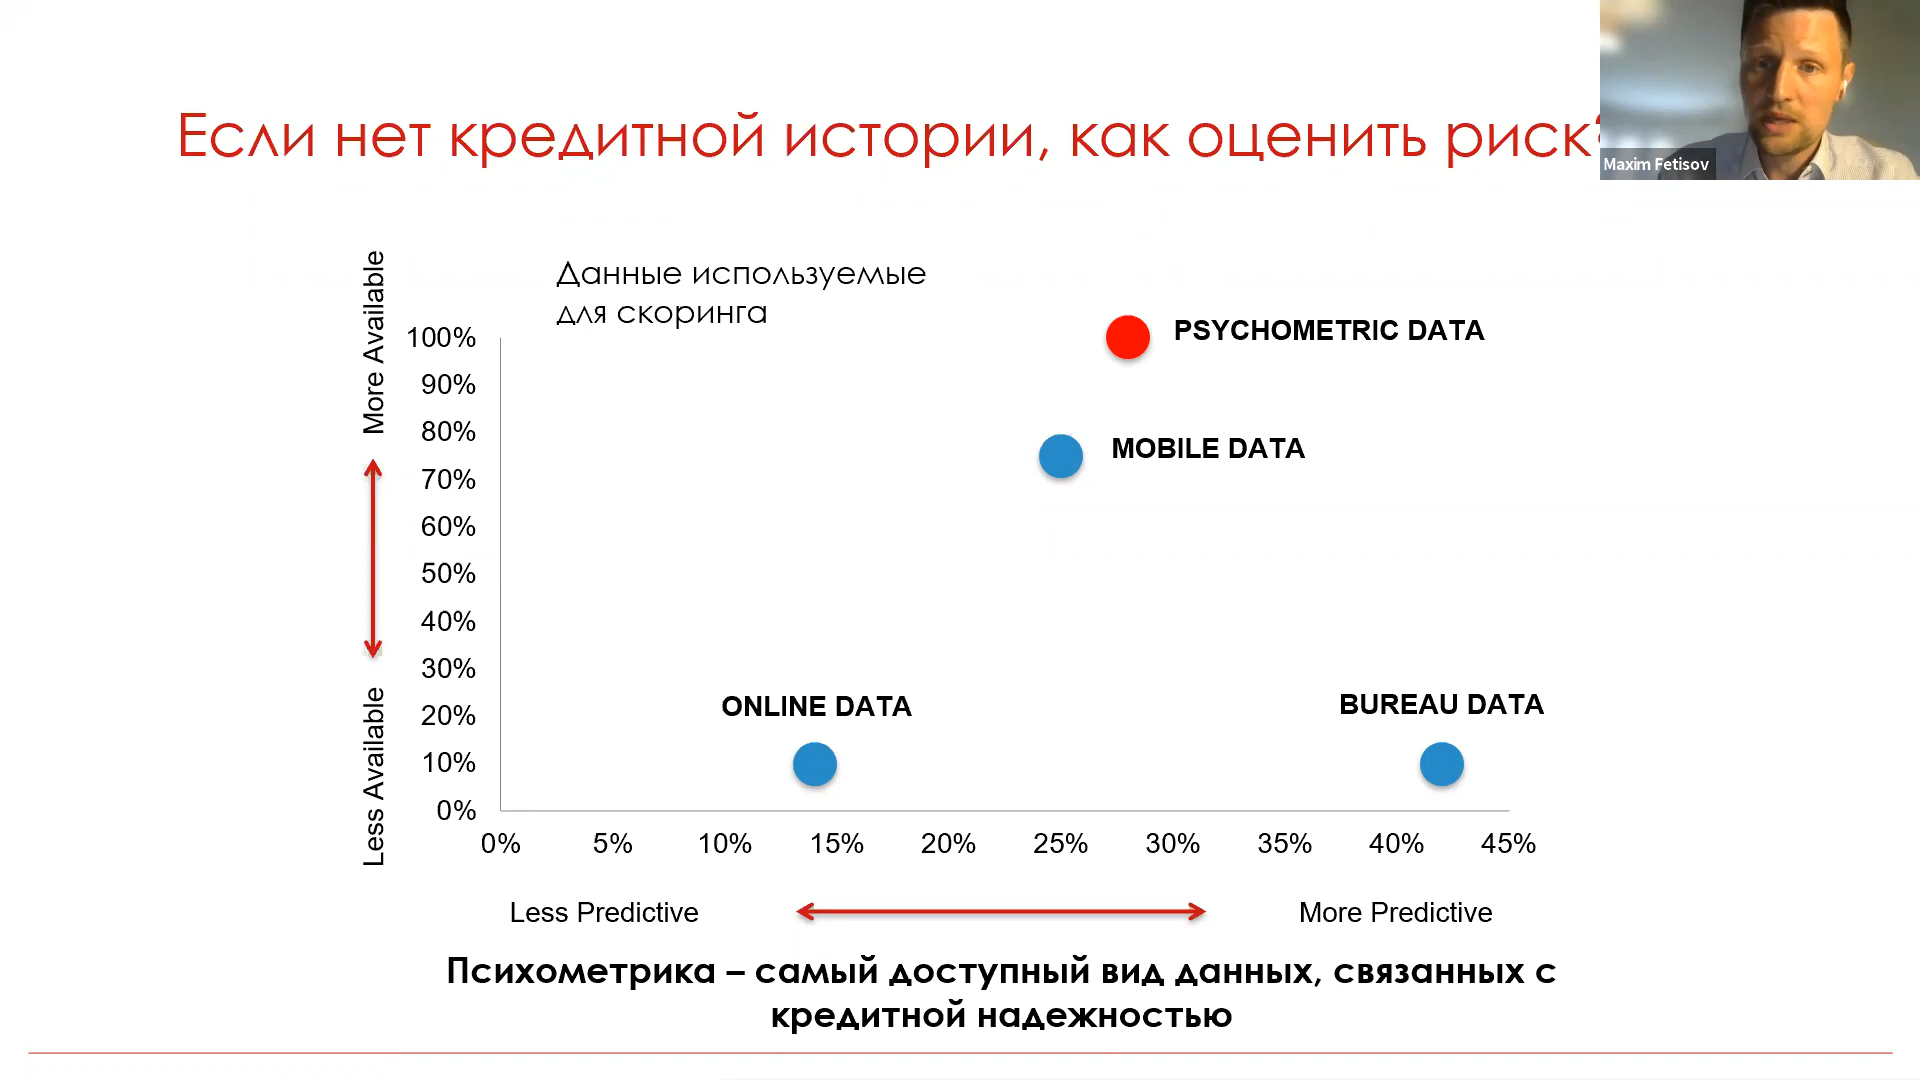 Если нет кредитной истории, как оценить риск?
Maxim Fetisov
Данные используемые
для скоринга
More Available
Less Available
100%
90%
80%
70%
60%
50%
40%
30%
20%
10%
0%
PSYCHOMETRIC DATA
MOBILE DATA
ONLINE DATA
BUREAU DATA
0% 5% 10% 15% 20% 25% 30% 35% 40% 45%
Less Predictive
More Predictive
Психометрика – самый доступный вид данных, связанных с
кредитной надежностью